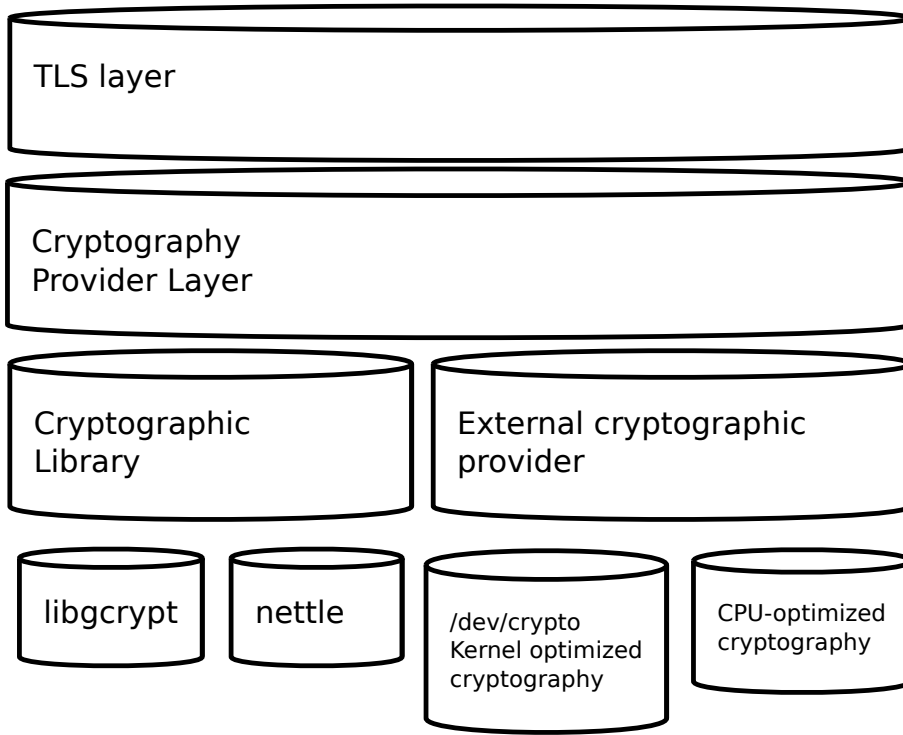 TLS layer
Cryptography
Provider Layer
Cryptographic
Library
External cryptographic
provider
libgcrypt
nettle
/dev/crypto
Kernel optimized
cryptography
CPU-optimized
cryptography